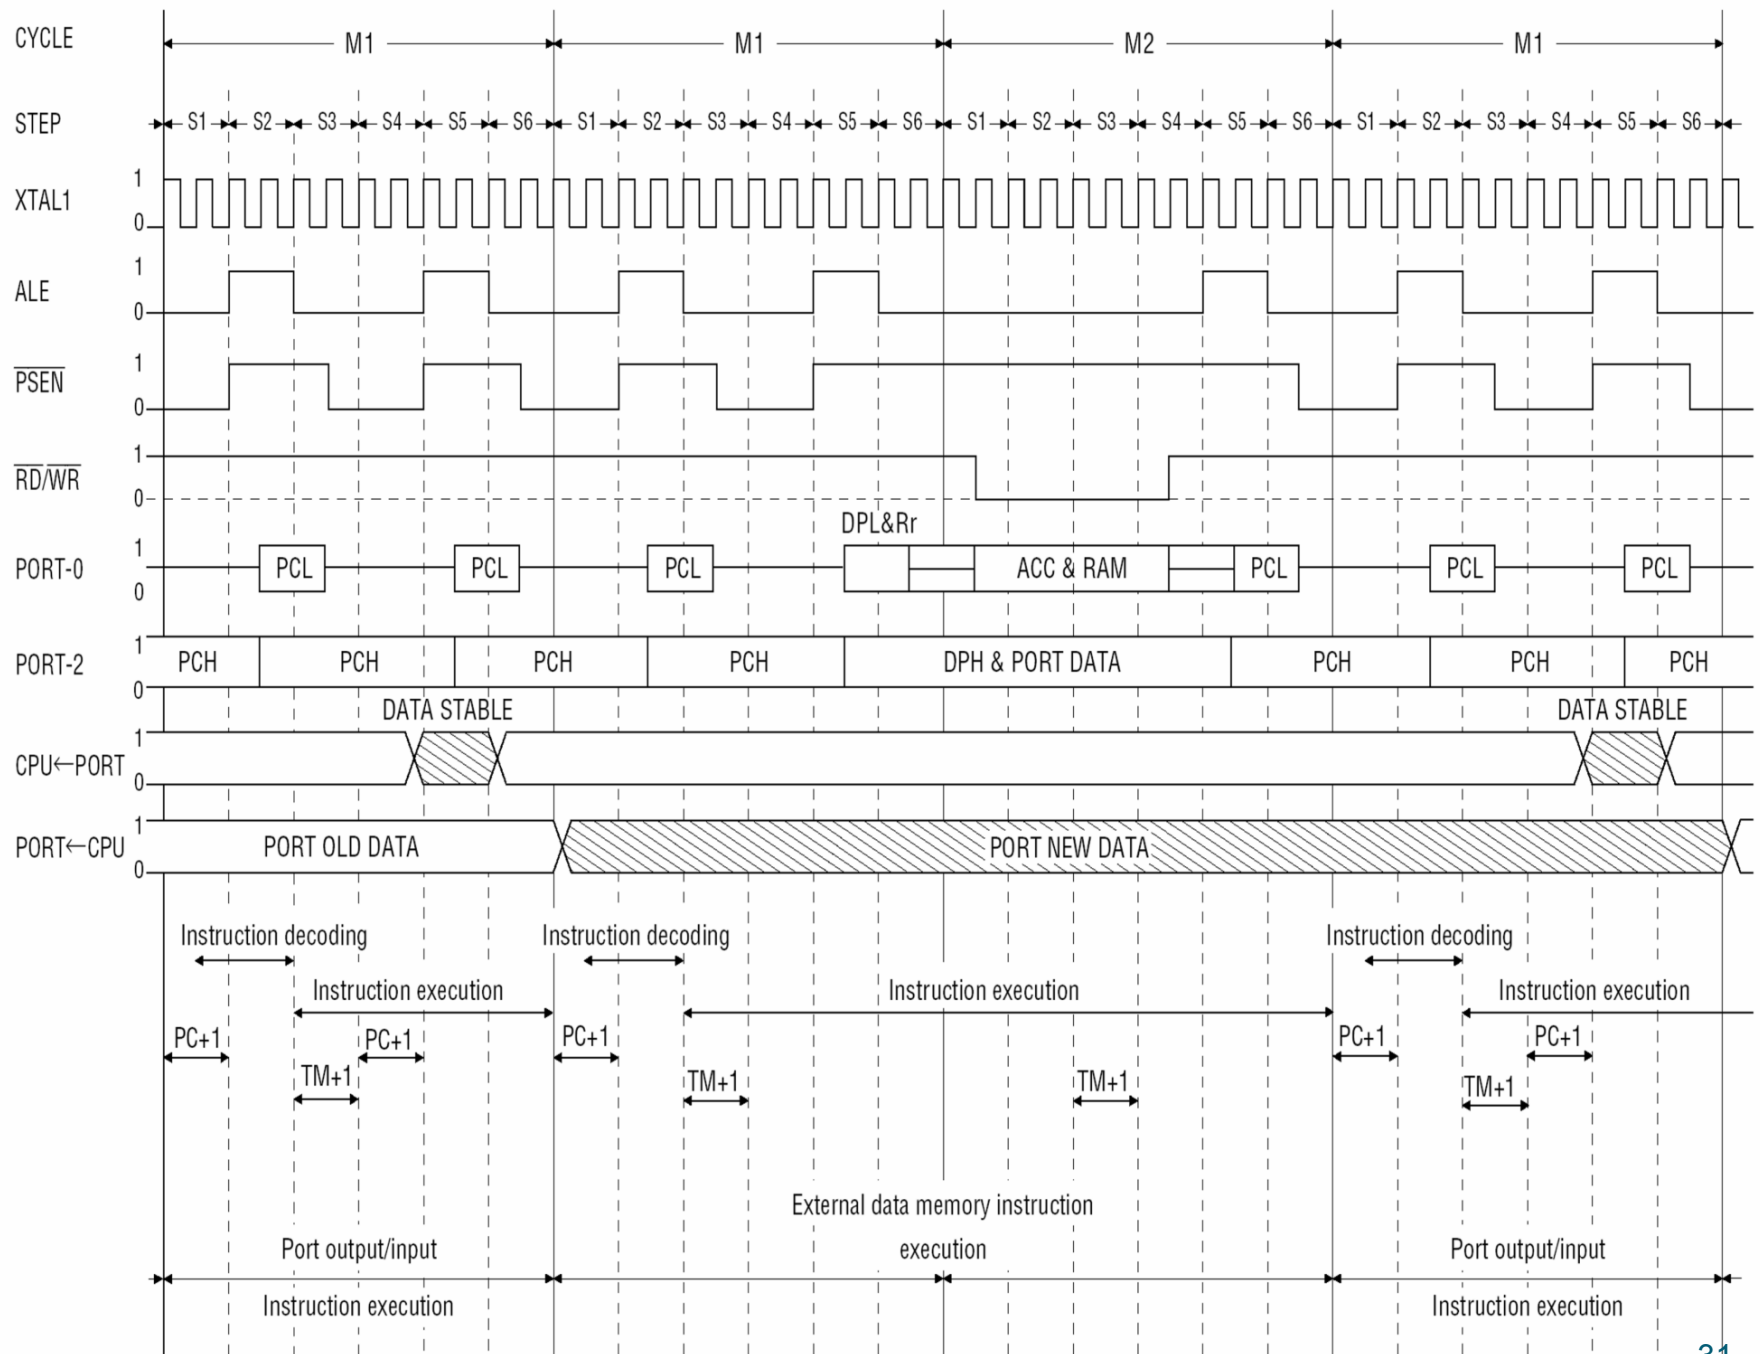 CYCLE M1 M1 M2 M1
STEP S1 S2 S3 S4 S5 S6 S1 S2 S3 S4 S5 S6 S1 S2 S3 S4 S5 S6 S1 S2 S3 S4 S5 S6
XTAL1 1 0
ALE 1 0
PSEN 1 0
RD/WR 1 0
DPL&Rr
PORT-0 1 0 PCL PCL PCL ACC & RAM PCL PCL PCL
PORT-2 1 0 PCH PCH PCH PCH DPH & PORT DATA PCH PCH PCH
DATA STABLE DATA STABLE
CPU←PORT 1 0
PORT←CPU 1 0 PORT OLD DATA PORT NEW DATA
Instruction decoding Instruction decoding Instruction decoding
Instruction execution Instruction execution Instruction execution
PC+1 PC+1 PC+1 PC+1 PC+1
TM+1 TM+1 TM+1 TM+1
External data memory instruction
Port output/input execution Port output/input
Instruction execution Instruction execution